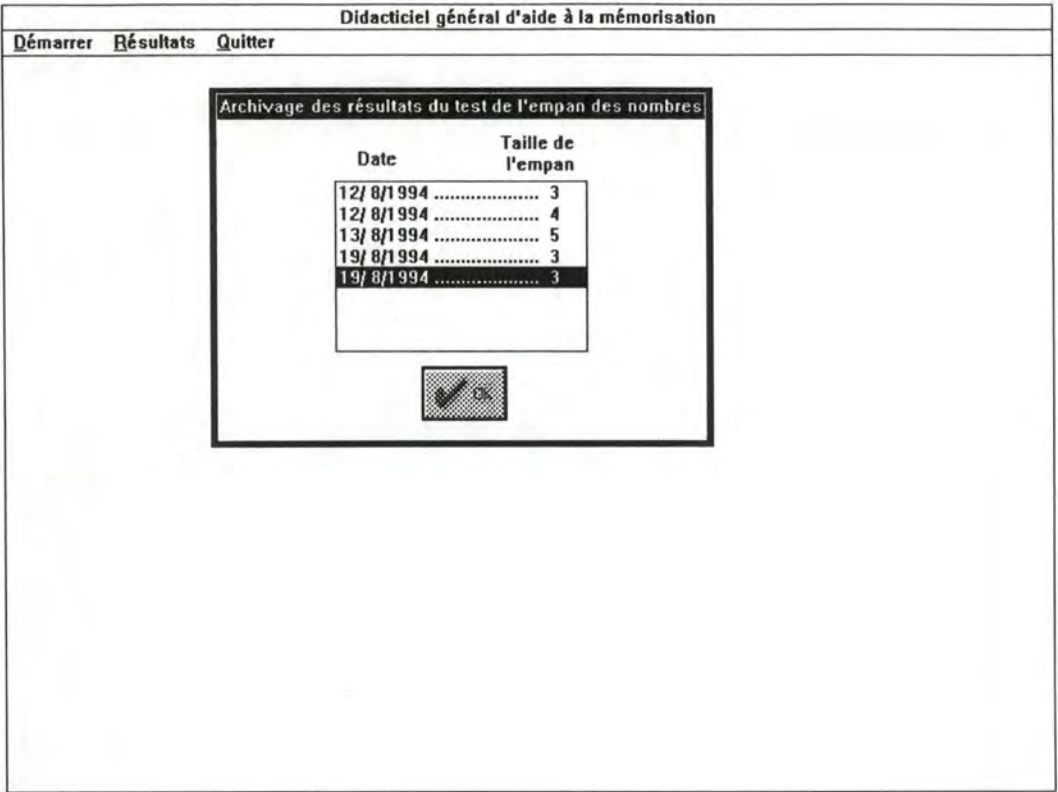 Didacticiel général d'aide à la mémorisation
Démarrer Résultats Quitter
Archivage des résultats du test de l'empan des nombres
Date Taille de l'empan
12/ 8/1994 .................... 3
12/ 8/1994 .................... 4
13/ 8/1994 .................... 5
19/ 8/1994 .................... 3
19/ 8/1994 .................... 3
OK